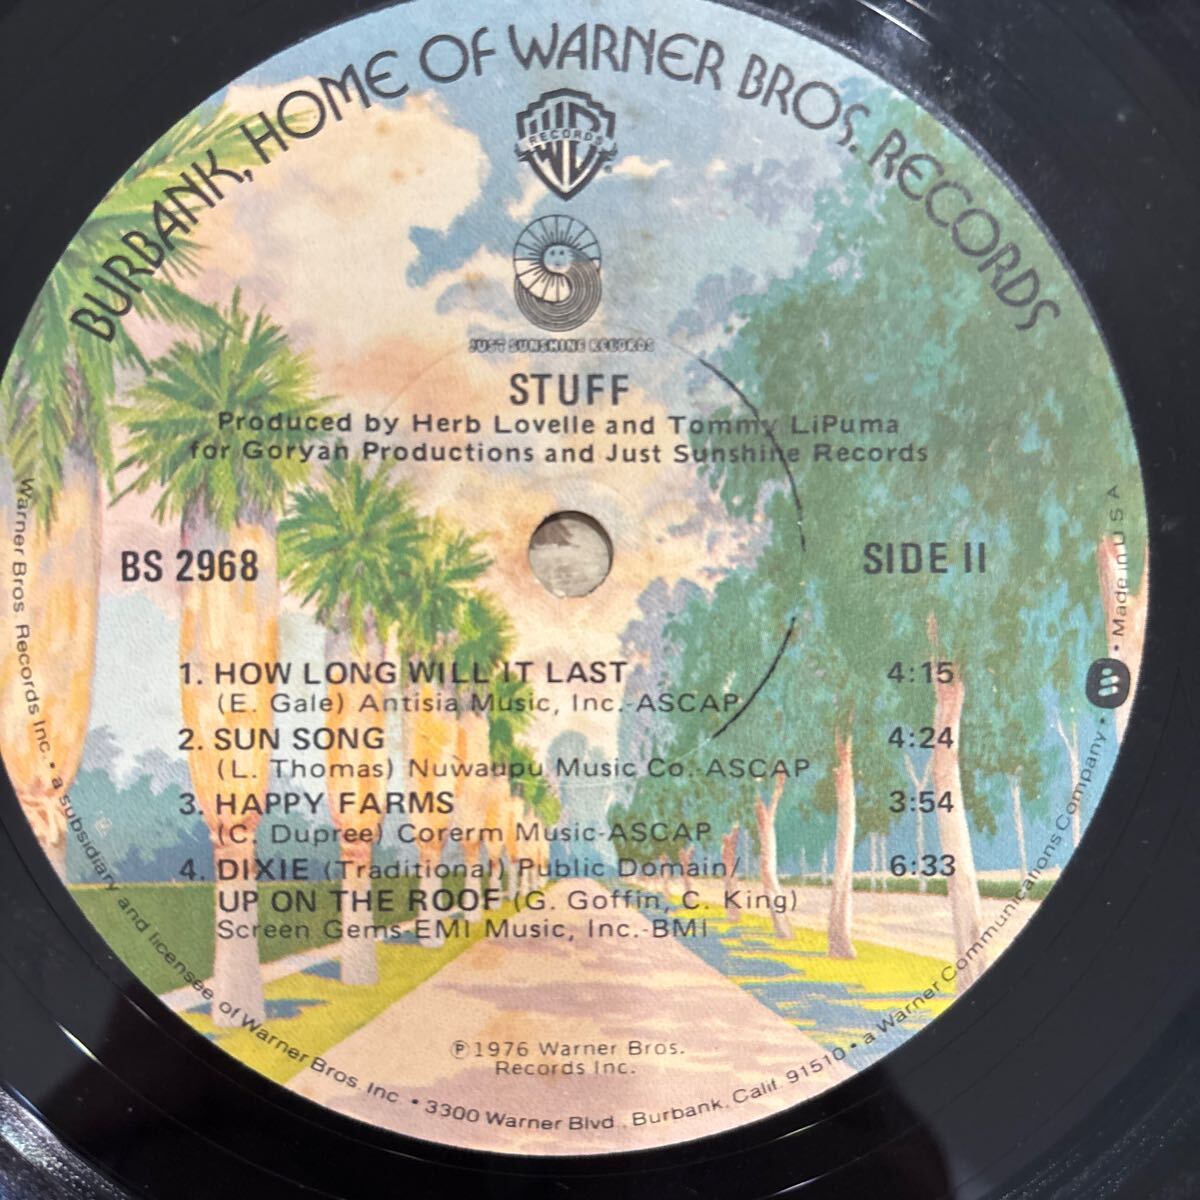 BURBANK, HOME OF WARNER BROS. RECORDS
WB
RECORDS
®
JUST SUNSHINE RECORDS
STUFF
Produced by Herb Lovelle and Tommy LiPuma
for Goryan Productions and Just Sunshine Records
BS 2968
SIDE II
1. HOW LONG WILL IT LAST 4:15
(E. Gale) Antisia Music, Inc.-ASCAP
2. SUN SONG 4:24
(L. Thomas) Nuwaupu Music Co.-ASCAP
3. HAPPY FARMS 3:54
(C. Dupree) Corerm Music-ASCAP
4. DIXIE (Traditional) Public Domain/ 6:33
UP ON THE ROOF (G. Goffin, C. King)
Screen Gems-EMI Music, Inc.-BMI
℗1976 Warner Bros.
Records Inc.
Warner Bros. Records Inc. • a subsidiary and licensee of Warner Bros. Inc. • 3300 Warner Blvd., Burbank, Calif. 91510 • a Warner Communications Company • Made in U S A